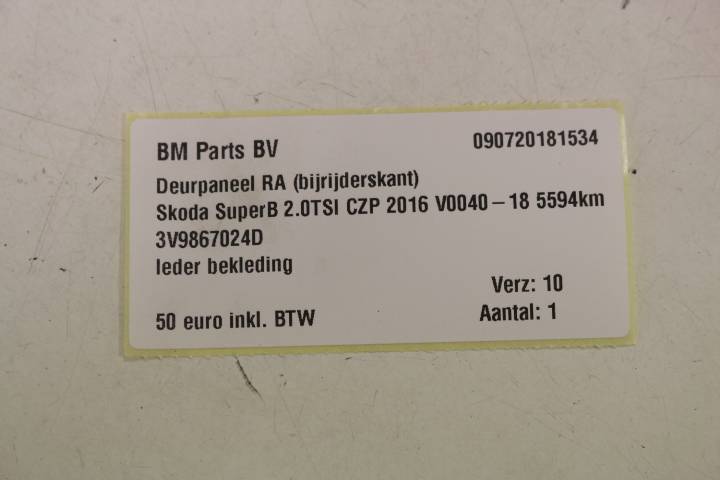 BM Parts BV 090720181534
Deurpaneel RA (bijrijderskant)
Skoda SuperB 2.0TSI CZP 2016 V0040-18 5594km
3V9867024D
leder bekleding
Verz: 10
50 euro inkl. BTW Aantal: 1